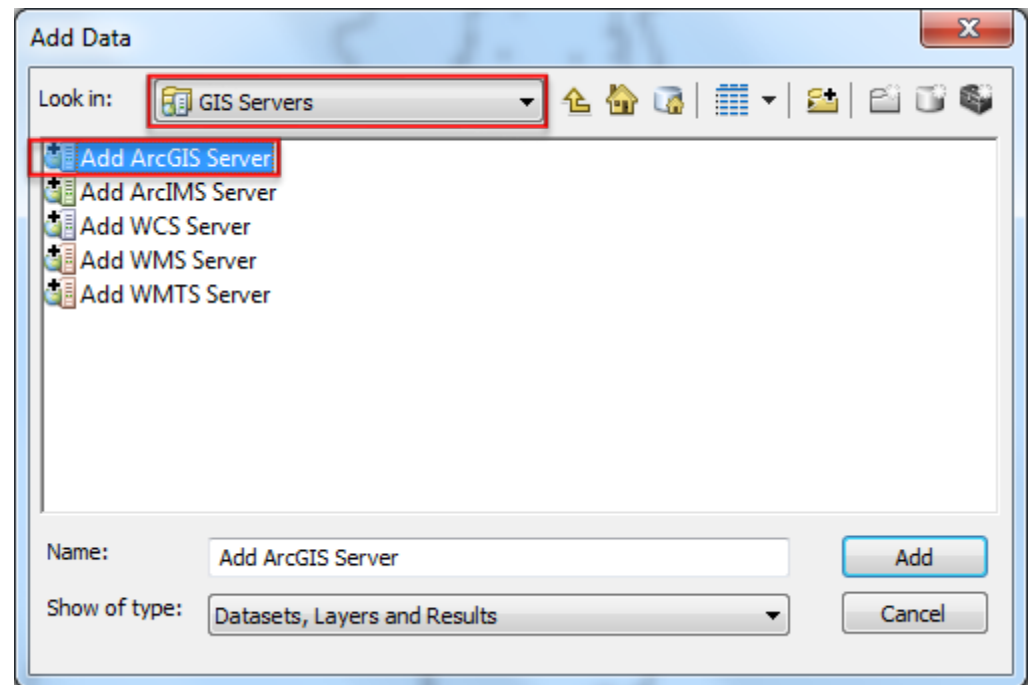 Add Data
Look in: GIS Servers
Add ArcGIS Server
Add ArcIMS Server
Add WCS Server
Add WMS Server
Add WMTS Server
Name: Add ArcGIS Server Add
Show of type: Datasets, Layers and Results Cancel